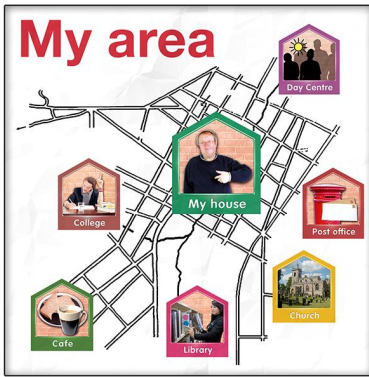 My area
Day Centre
My house
College
Post office
Church
Cafe
Library